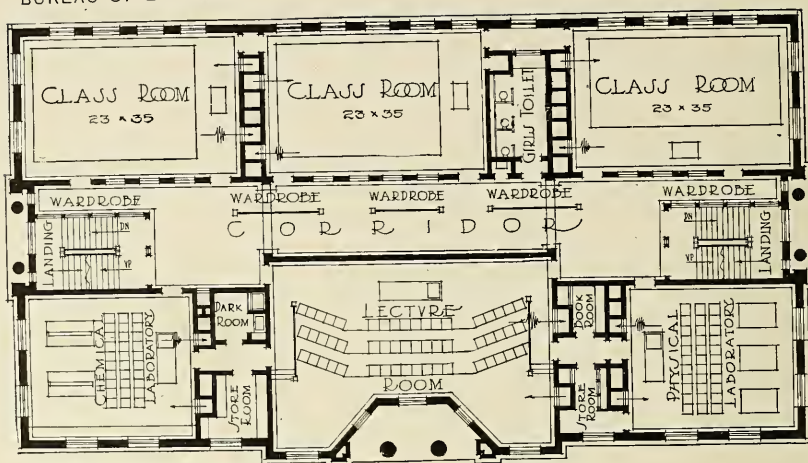 BUREAU OF
CLASS ROOM
23 x 35
CLASS ROOM
23 x 35
GIRLS TOILET
CLASS ROOM
23 x 35
WARDROBE
WARDROBE
WARDROBE
WARDROBE
WARDROBE
CORRIDOR
LANDING
DN
UP
DN
UP
LANDING
CHEMICAL
LABORATORY
DARK
ROOM
STORE
ROOM
LECTURE
ROOM
BOOK
ROOM
STORE
ROOM
PHYSICAL
LABORATORY